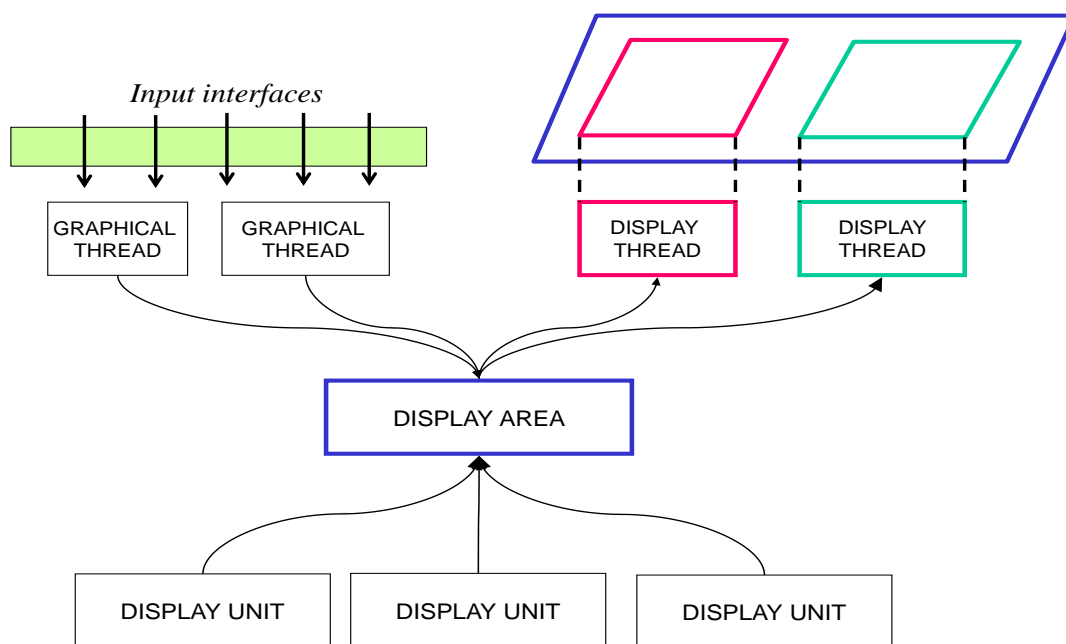 Input interfaces
GRAPHICAL
THREAD
GRAPHICAL
THREAD
DISPLAY
THREAD
DISPLAY
THREAD
DISPLAY AREA
DISPLAY UNIT
DISPLAY UNIT
DISPLAY UNIT